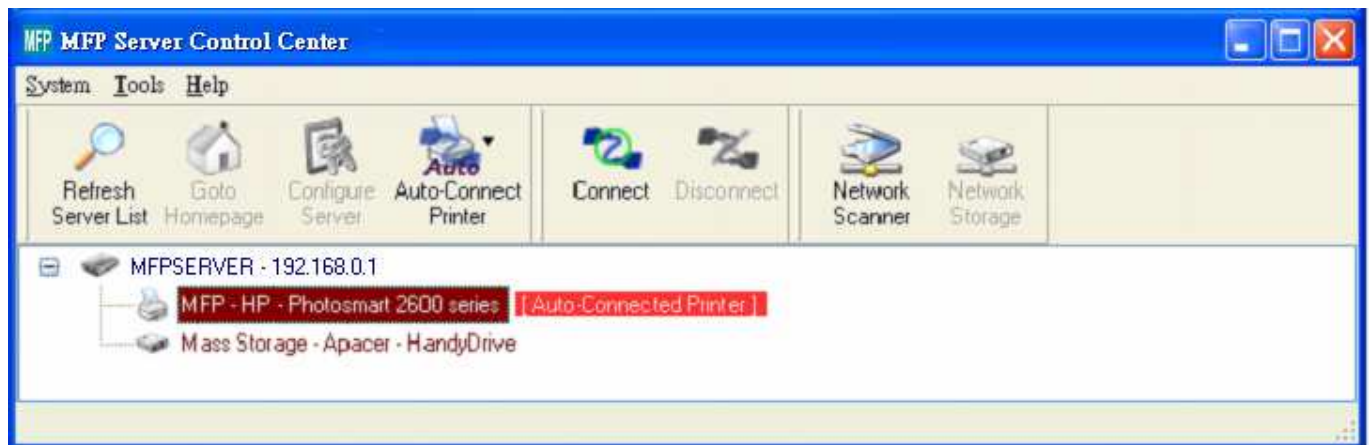 MFP MFP Server Control Center
System Tools Help
Refresh Server List
Goto Homepage
Configure Server
Auto
Auto-Connect Printer
Connect
Disconnect
Network Scanner
Network Storage
MFPSERVER - 192.168.0.1
MFP - HP - Photosmart 2600 series [ Auto-Connected Printer ]
Mass Storage - Apacer - HandyDrive